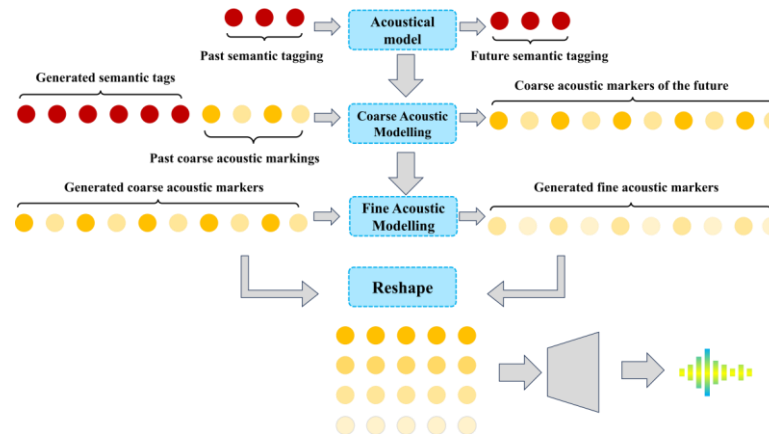 Acoustical
model
Past semantic tagging
Future semantic tagging
Generated semantic tags
Coarse acoustic markers of the future
Coarse Acoustic
Modelling
Past coarse acoustic markings
Generated coarse acoustic markers
Generated fine acoustic markers
Fine Acoustic
Modelling
Reshape